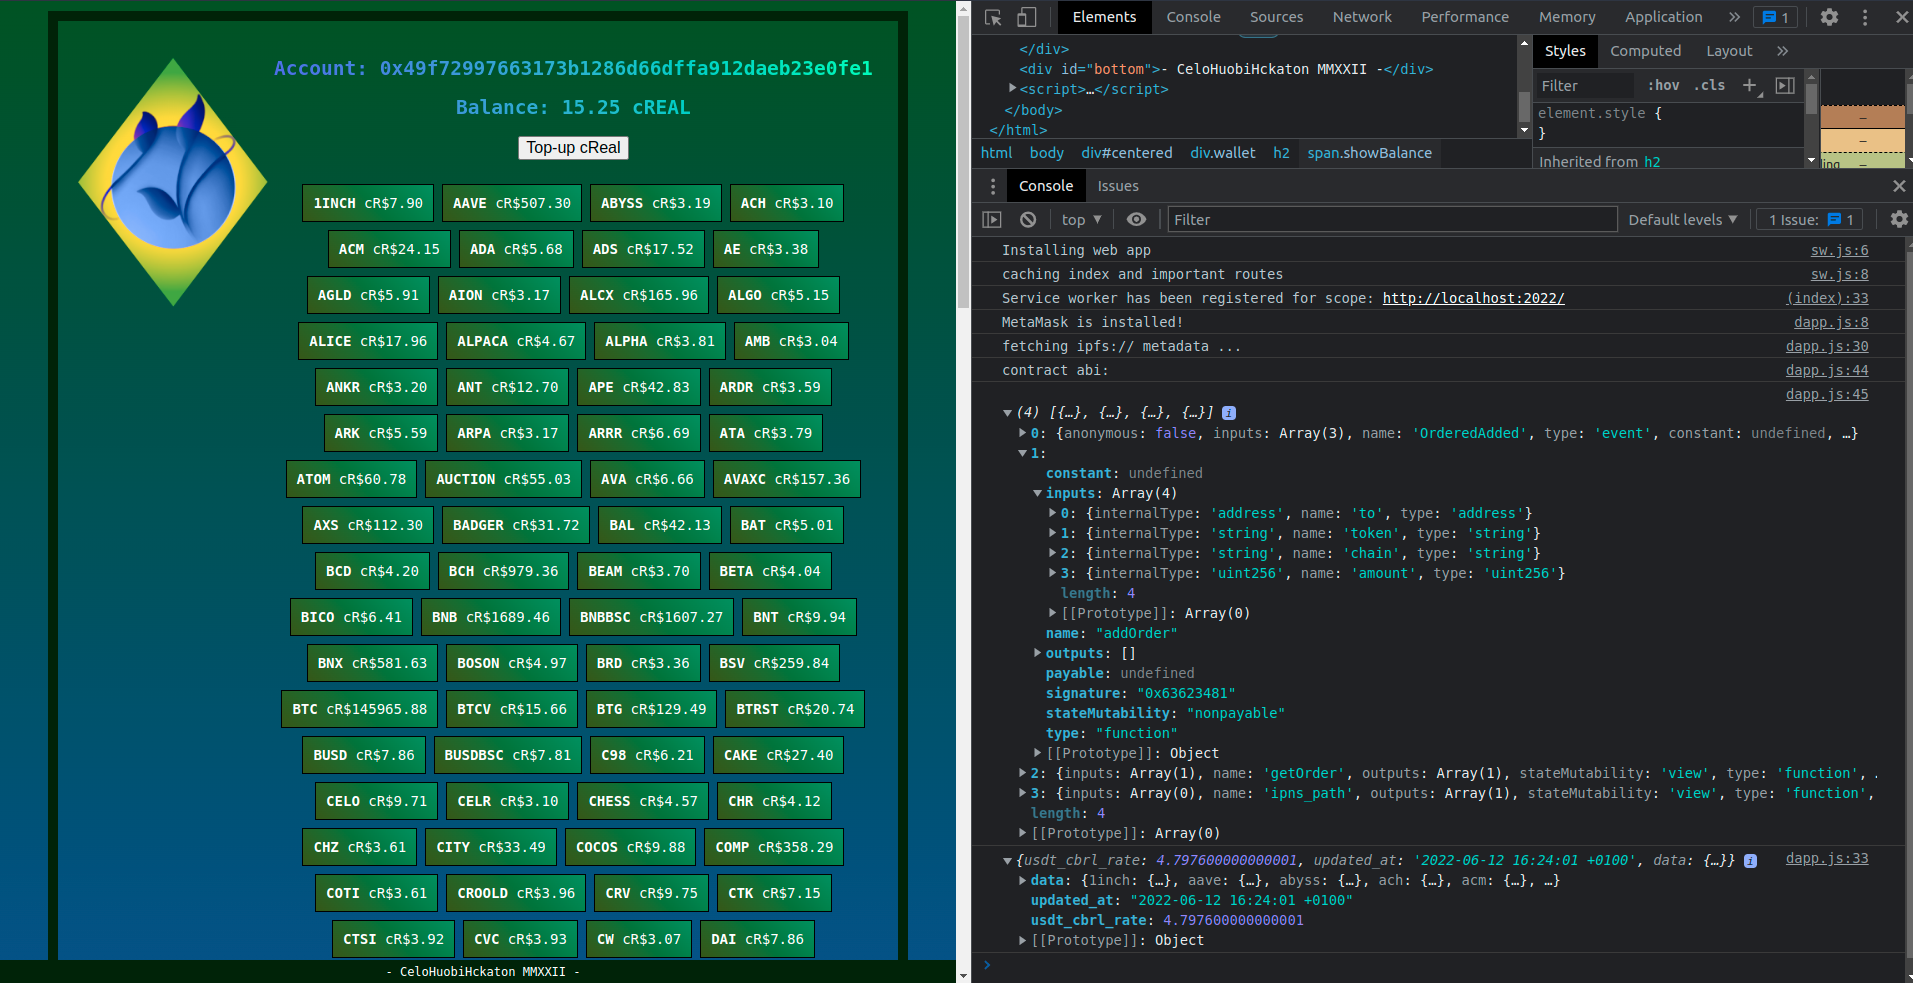 Account: 0x49f72997663173b1286d66dffa912daeb23e0fe1
Balance: 15.25 cREAL
Top-up cReal
1INCH cR$7.90 AAVE cR$507.30 ABYSS cR$3.19 ACH cR$3.10
ACM cR$24.15 ADA cR$5.68 ADS cR$17.52 AE cR$3.38
AGLD cR$5.91 AION cR$3.17 ALCX cR$165.96 ALGO cR$5.15
ALICE cR$17.96 ALPACA cR$4.67 ALPHA cR$3.81 AMB cR$3.04
ANKR cR$3.20 ANT cR$12.70 APE cR$42.83 ARDR cR$3.59
ARK cR$5.59 ARPA cR$3.17 ARRR cR$6.69 ATA cR$3.79
ATOM cR$60.78 AUCTION cR$55.03 AVA cR$6.66 AVAXC cR$157.36
AXS cR$112.30 BADGER cR$31.72 BAL cR$42.13 BAT cR$5.01
BCD cR$4.20 BCH cR$979.36 BEAM cR$3.70 BETA cR$4.04
BICO cR$6.41 BNB cR$1689.46 BNBBSC cR$1607.27 BNT cR$9.94
BNX cR$581.63 BOSON cR$4.97 BRD cR$3.36 BSV cR$259.84
BTC cR$145965.88 BTCV cR$15.66 BTG cR$129.49 BTRST cR$20.74
BUSD cR$7.86 BUSDBSC cR$7.81 C98 cR$6.21 CAKE cR$27.40
CELO cR$9.71 CELR cR$3.10 CHESS cR$4.57 CHR cR$4.12
CHZ cR$3.61 CITY cR$33.49 COCOS cR$9.88 COMP cR$358.29
COTI cR$3.61 CROOLD cR$3.96 CRV cR$9.75 CTK cR$7.15
CTSI cR$3.92 CVC cR$3.93 CW cR$3.07 DAI cR$7.86
- CeloHuobiHckaton MMXXII -
Elements Console Sources Network Performance Memory Application » 1
</div>
<div id="bottom">- CeloHuobiHckaton MMXXII -</div>
<script>…</script>
</body>
</html>
html body div#centered div.wallet h2 span.showBalance
Styles Computed Layout »
Filter :hov .cls +
element.style {
}
Inherited from h2
–
–
ling –
Console Issues
top ▼ Filter Default levels ▼ 1 Issue: 1
Installing web app sw.js:6
caching index and important routes sw.js:8
Service worker has been registered for scope: http://localhost:2022/ (index):33
MetaMask is installed! dapp.js:8
fetching ipfs:// metadata ... dapp.js:30
contract abi: dapp.js:44
dapp.js:45
(4) [{…}, {…}, {…}, {…}] i
0: {anonymous: false, inputs: Array(3), name: 'OrderedAdded', type: 'event', constant: undefined, …}
1:
constant: undefined
inputs: Array(4)
0: {internalType: 'address', name: 'to', type: 'address'}
1: {internalType: 'string', name: 'token', type: 'string'}
2: {internalType: 'string', name: 'chain', type: 'string'}
3: {internalType: 'uint256', name: 'amount', type: 'uint256'}
length: 4
[[Prototype]]: Array(0)
name: "addOrder"
outputs: []
payable: undefined
signature: "0x63623481"
stateMutability: "nonpayable"
type: "function"
[[Prototype]]: Object
2: {inputs: Array(1), name: 'getOrder', outputs: Array(1), stateMutability: 'view', type: 'function', .
3: {inputs: Array(0), name: 'ipns_path', outputs: Array(1), stateMutability: 'view', type: 'function',
length: 4
[[Prototype]]: Array(0)
{usdt_cbrl_rate: 4.797600000000001, updated_at: '2022-06-12 16:24:01 +0100', data: {…}} i dapp.js:33
data: {1inch: {…}, aave: {…}, abyss: {…}, ach: {…}, acm: {…}, …}
updated_at: "2022-06-12 16:24:01 +0100"
usdt_cbrl_rate: 4.797600000000001
[[Prototype]]: Object